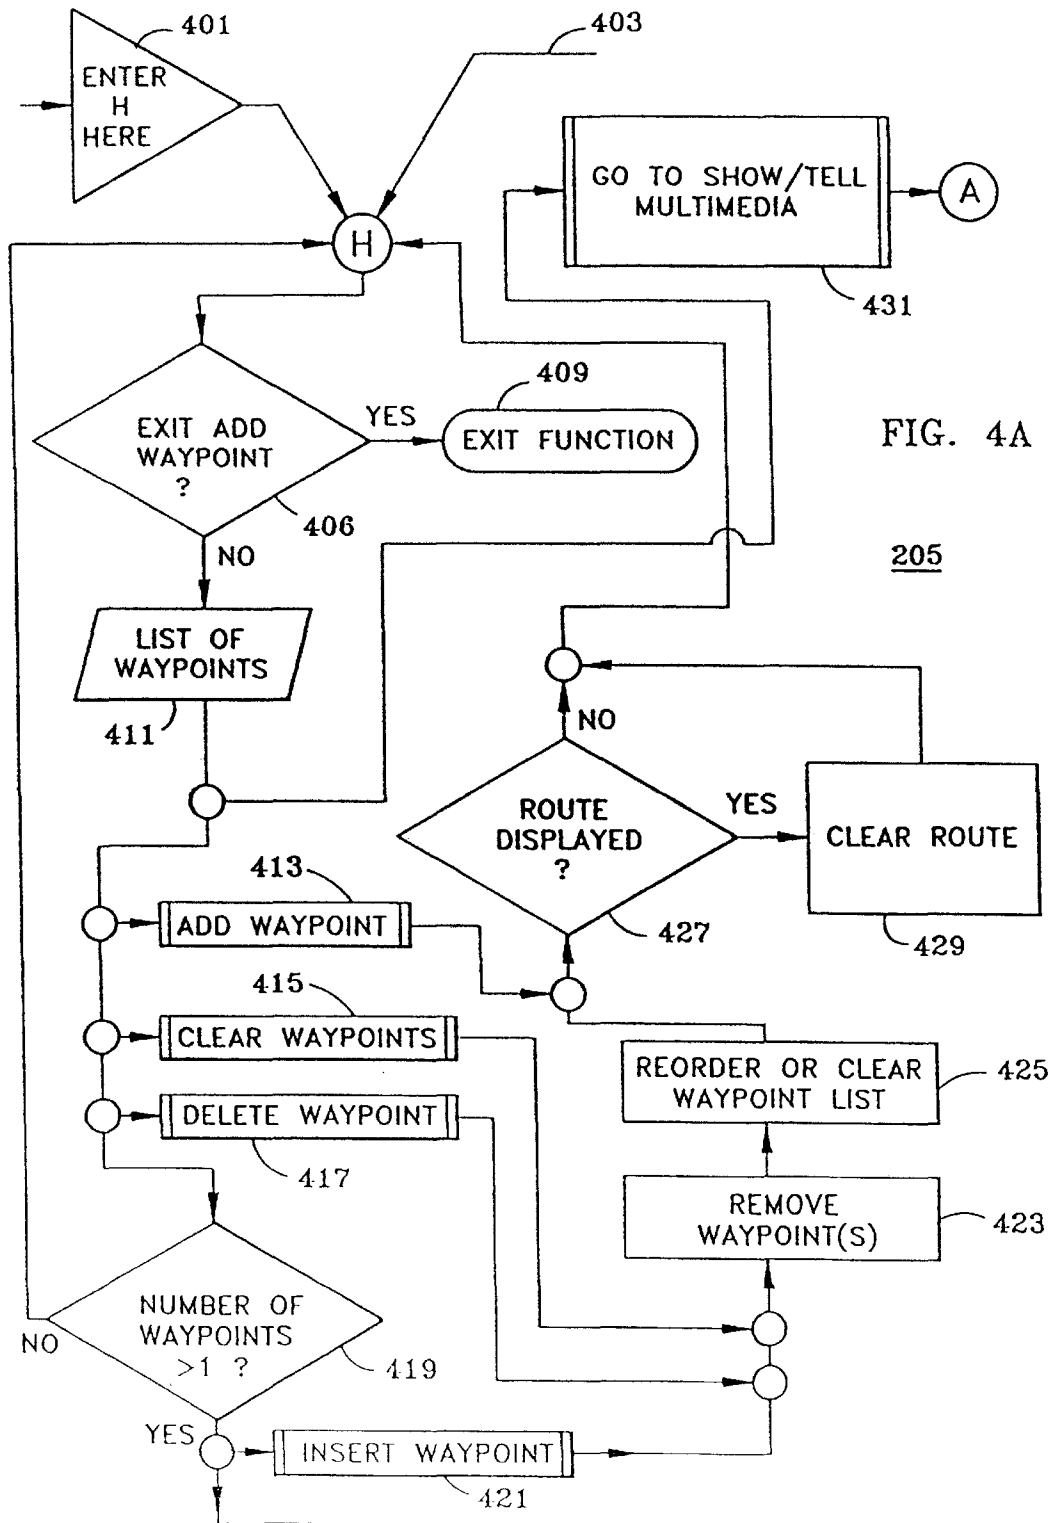 401
403
ENTER
H
HERE
GO TO SHOW/TELL
MULTIMEDIA
A
H
431
409
EXIT ADD
WAYPOINT
?
YES
EXIT FUNCTION
FIG. 4A
406
NO
205
LIST OF
WAYPOINTS
411
NO
ROUTE
DISPLAYED
?
YES
CLEAR ROUTE
413
ADD WAYPOINT
427
429
415
CLEAR WAYPOINTS
REORDER OR CLEAR
WAYPOINT LIST
425
DELETE WAYPOINT
417
REMOVE
WAYPOINT(S)
423
NUMBER OF
WAYPOINTS
>1 ?
NO
419
YES
INSERT WAYPOINT
421